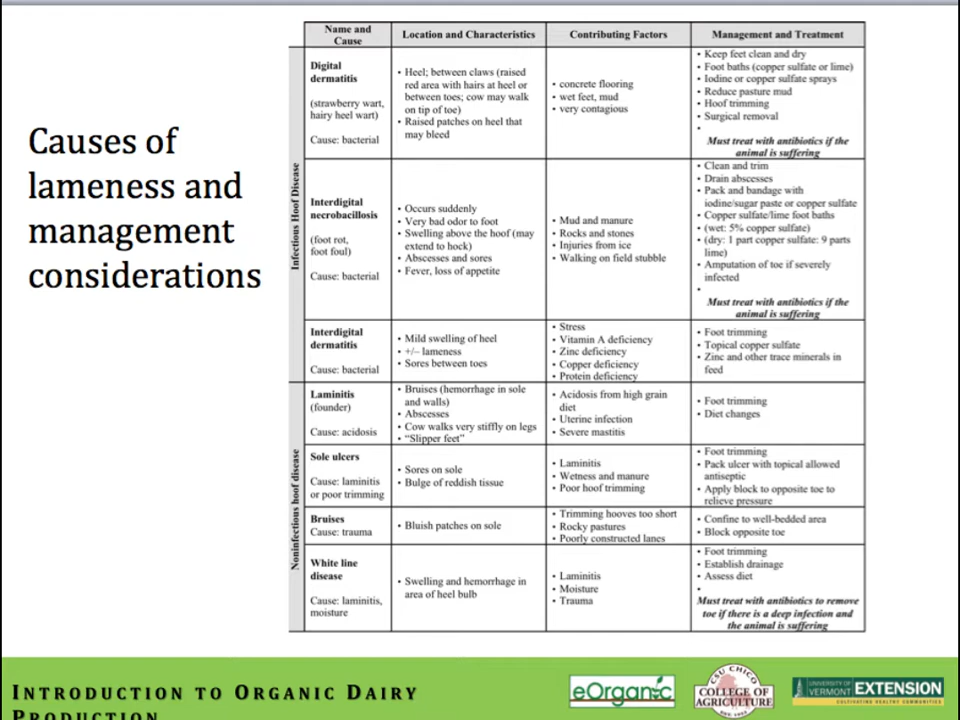 Causes of
lameness and
management
considerations
Name and
Cause
Location and Characteristics
Contributing Factors
Management and Treatment
Infectious Hoof Disease
Digital
dermatitis
(strawberry wart,
hairy heel wart)
Cause: bacterial
• Heel; between claws (raised
red area with hairs at heel or
between toes; cow may walk
on tip of toe)
• Raised patches on heel that
may bleed
• concrete flooring
• wet feet, mud
• very contagious
• Keep feet clean and dry
• Foot baths (copper sulfate or lime)
• Iodine or copper sulfate sprays
• Reduce pasture mud
• Hoof trimming
• Surgical removal
•
Must treat with antibiotics if the
animal is suffering
Interdigital
necrobacillosis
(foot rot,
foot foul)
Cause: bacterial
• Occurs suddenly
• Very bad odor to foot
• Swelling above the hoof (may
extend to hock)
• Abscesses and sores
• Fever, loss of appetite
• Mud and manure
• Rocks and stones
• Injuries from ice
• Walking on field stubble
• Clean and trim
• Drain abscesses
• Pack and bandage with
iodine/sugar paste or copper sulfate
• Copper sulfate/lime foot baths
• (wet: 5% copper sulfate)
• (dry: 1 part copper sulfate: 9 parts
lime)
• Amputation of toe if severely
infected
•
Must treat with antibiotics if the
animal is suffering
Interdigital
dermatitis
Cause: bacterial
• Mild swelling of heel
• +/– lameness
• Sores between toes
• Stress
• Vitamin A deficiency
• Zinc deficiency
• Copper deficiency
• Protein deficiency
• Foot trimming
• Topical copper sulfate
• Zinc and other trace minerals in
feed
Noninfectious hoof disease
Laminitis
(founder)
Cause: acidosis
• Bruises (hemorrhage in sole
and walls)
• Abscesses
• Cow walks very stiffly on legs
• “Slipper feet”
• Acidosis from high grain
diet
• Uterine infection
• Severe mastitis
• Foot trimming
• Diet changes
Sole ulcers
Cause: laminitis
or poor trimming
• Sores on sole
• Bulge of reddish tissue
• Laminitis
• Wetness and manure
• Poor hoof trimming
• Foot trimming
• Pack ulcer with topical allowed
antiseptic
• Apply block to opposite toe to
relieve pressure
Bruises
Cause: trauma
• Bluish patches on sole
• Trimming hooves too short
• Rocky pastures
• Poorly constructed lanes
• Confine to well-bedded area
• Block opposite toe
White line
disease
Cause: laminitis,
moisture
• Swelling and hemorrhage in
area of heel bulb
• Laminitis
• Moisture
• Trauma
• Foot trimming
• Establish drainage
• Assess diet
•
Must treat with antibiotics to remove
toe if there is a deep infection and
the animal is suffering
INTRODUCTION TO ORGANIC DAIRY
PRODUCTION
eOrganic
CSU CHICO
COLLEGE OF
AGRICULTURE
UNIVERSITY OF
VERMONT EXTENSION
CULTIVATING HEALTHY COMMUNITIES